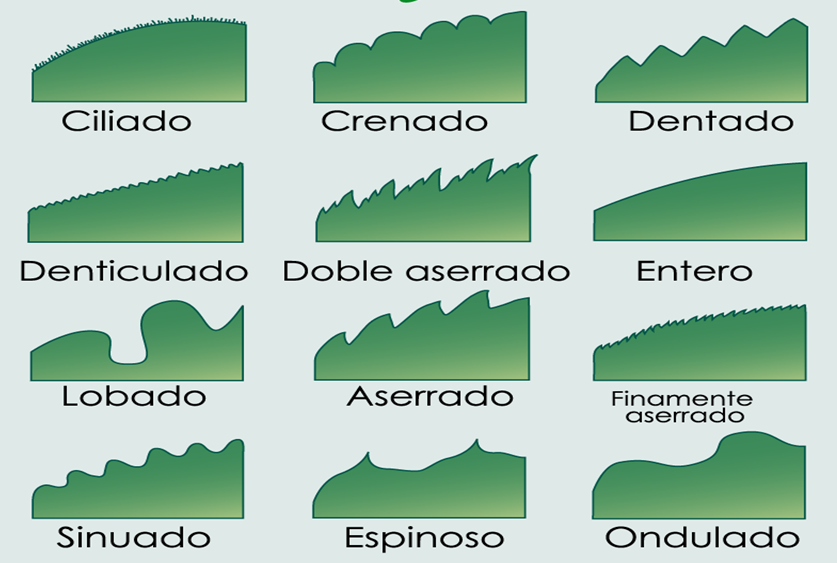 Ciliado
Crenado
Dentado
Denticulado
Doble aserrado
Entero
Lobado
Aserrado
Finamente
aserrado
Sinuado
Espinoso
Ondulado